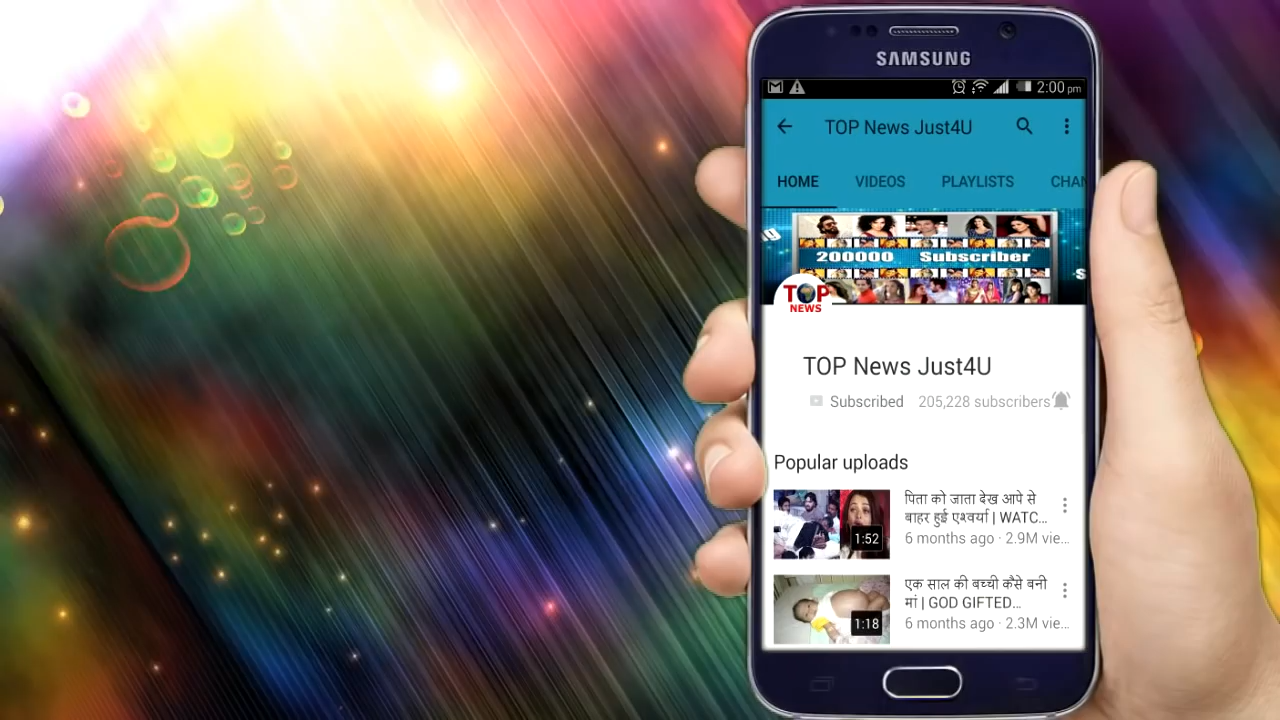 SAMSUNG
2:00 pm
TOP News Just4U
HOME VIDEOS PLAYLISTS CHAN
200000 Subscriber
TOP
NEWS
TOP News Just4U
Subscribed 205,228 subscribers
Popular uploads
पिता को जाता देख आपे से
बाहर हुई एश्वर्या | WATC...
6 months ago · 2.9M vie...
1:52
एक साल की बच्ची कैसे बनी
मां | GOD GIFTED...
6 months ago · 2.3M vie...
1:18